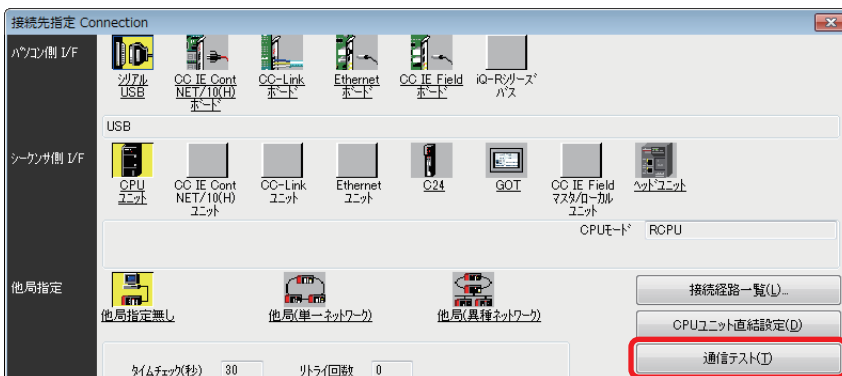 接続先指定 Connection
パソコン側 I/F
シリアル
USB
CC IE Cont
NET/10(H)
ボード
CC-Link
ボード
Ethernet
ボード
CC IE Field
ボード
iQ-Rシリーズ
バス
USB
シーケンサ側 I/F
CPU
ユニット
CC IE Cont
NET/10(H)
ユニット
CC-Link
ユニット
Ethernet
ユニット
C24
GOT
CC IE Field
マスタ/ローカル
ユニット
ヘッドユニット
CPUモード RCPU
他局指定
他局指定無し
他局(単一ネットワーク)
他局(異種ネットワーク)
接続経路一覧(L)...
CPUユニット直結設定(D)
通信テスト(T)
タイムチェック(秒) 30 リトライ回数 0